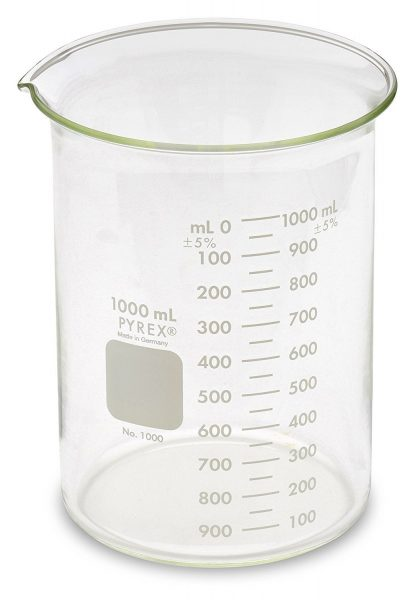 mL 0 1000 mL
±5% ±5%
100 900
200 800
300 700
400 600
500 500
600 400
700 300
800 200
900 100
1000 mL
PYREX®
Made in Germany
No. 1000